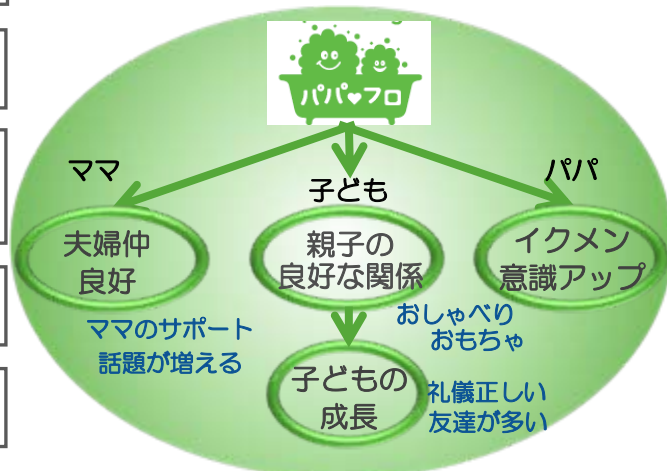 パパ♥フロ
ママ
子ども
パパ
夫婦仲
良好
親子の
良好な関係
イクメン
意識アップ
ママのサポート
話題が増える
おしゃべり
おもちゃ
子どもの
成長
礼儀正しい
友達が多い